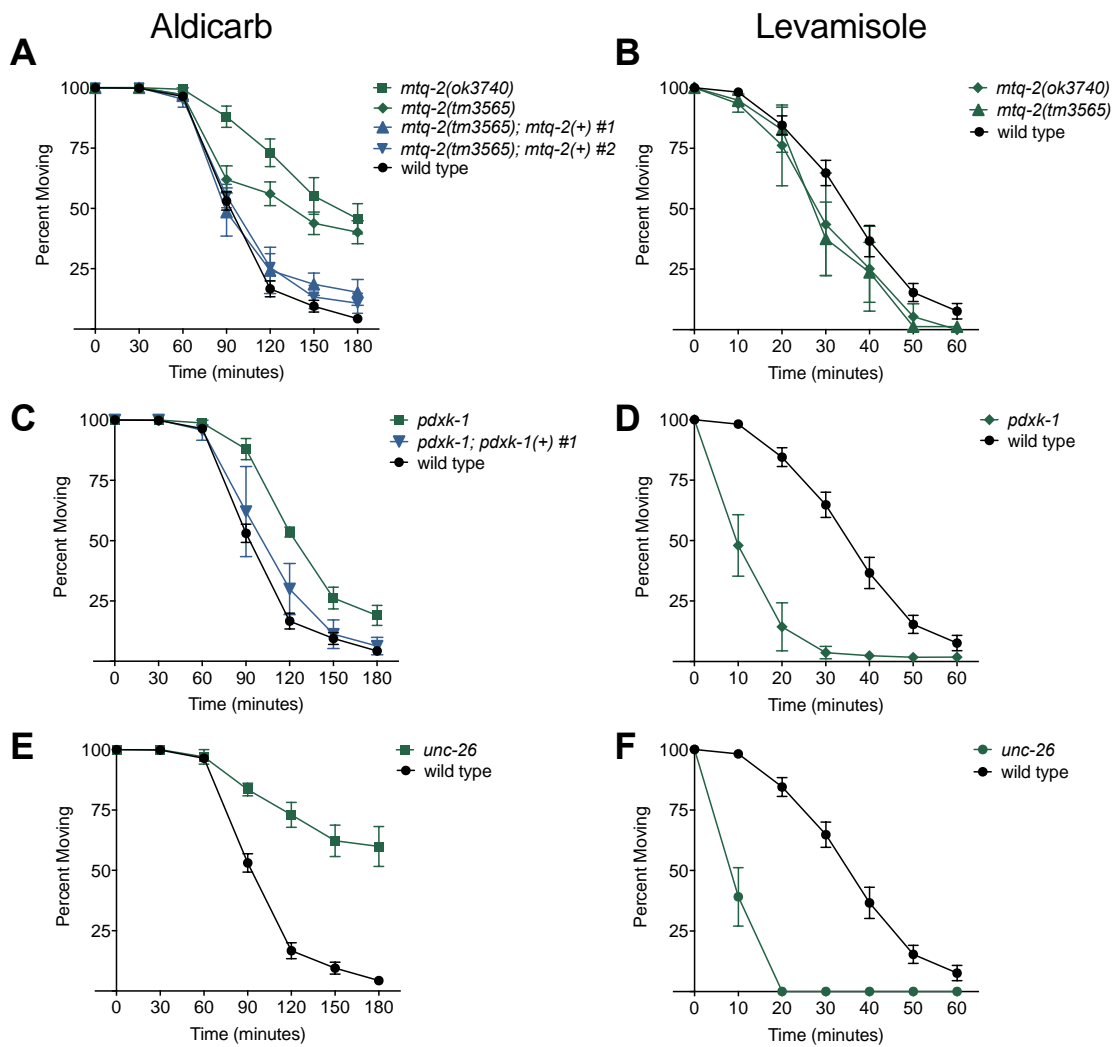 Aldicarb
Levamisole
A
100
75
50
25
Percent Moving
0 30 60 90 120 150 180
Time (minutes)
mtq-2(ok3740)
mtq-2(tm3565)
mtq-2(tm3565); mtq-2(+) #1
mtq-2(tm3565); mtq-2(+) #2
wild type
B
100
75
50
25
Percent Moving
0 10 20 30 40 50 60
Time (minutes)
mtq-2(ok3740)
mtq-2(tm3565)
wild type
C
100
75
50
25
Percent Moving
0 30 60 90 120 150 180
Time (minutes)
pdxk-1
pdxk-1; pdxk-1(+) #1
wild type
D
100
75
50
25
Percent Moving
0 10 20 30 40 50 60
Time (minutes)
pdxk-1
wild type
E
100
75
50
25
Percent Moving
0 30 60 90 120 150 180
Time (minutes)
unc-26
wild type
F
100
75
50
25
Percent Moving
0 10 20 30 40 50 60
Time (minutes)
unc-26
wild type